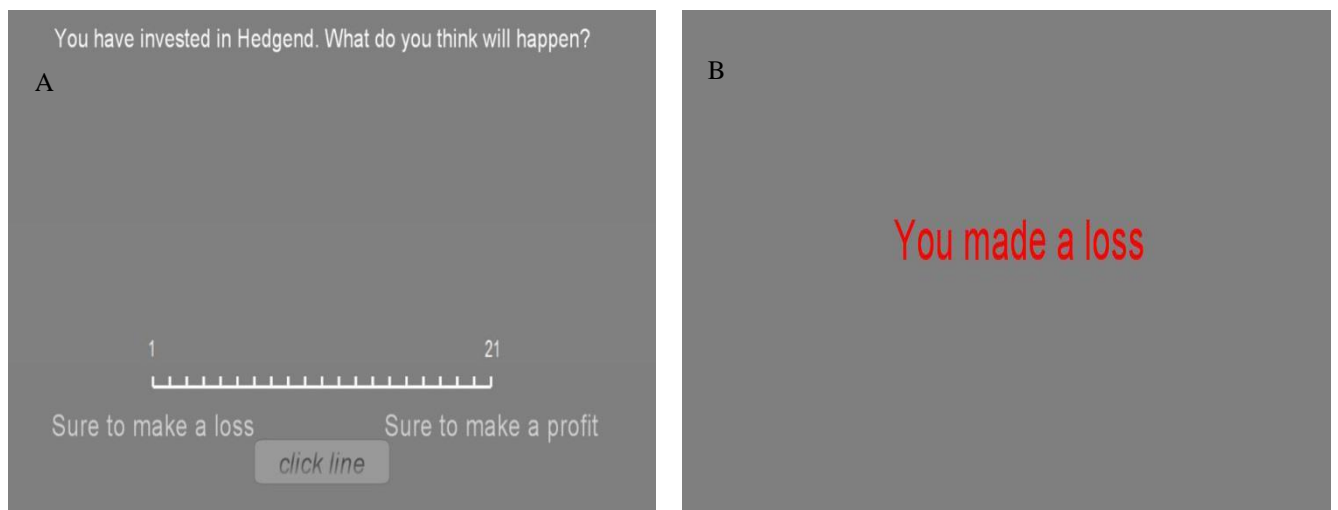 You have invested in Hedgend. What do you think will happen?
A
1 21
Sure to make a loss Sure to make a profit
click line
B
You made a loss